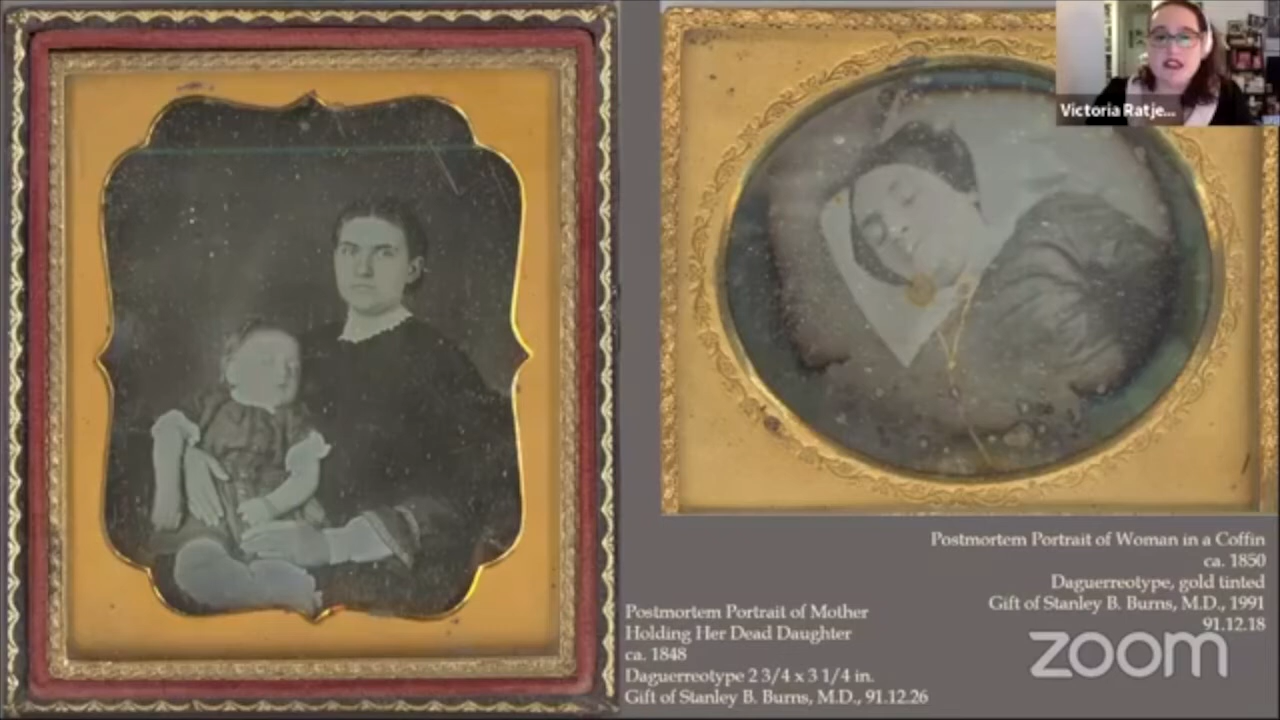 Victoria Ratje...
Postmortem Portrait of Woman in a Coffin
ca. 1850
Daguerreotype, gold tinted
Gift of Stanley B. Burns, M.D., 1991
91.12.18
Postmortem Portrait of Mother
Holding Her Dead Daughter
ca. 1848
Daguerreotype 2 3/4 x 3 1/4 in.
Gift of Stanley B. Burns, M.D., 91.12.26
zoom